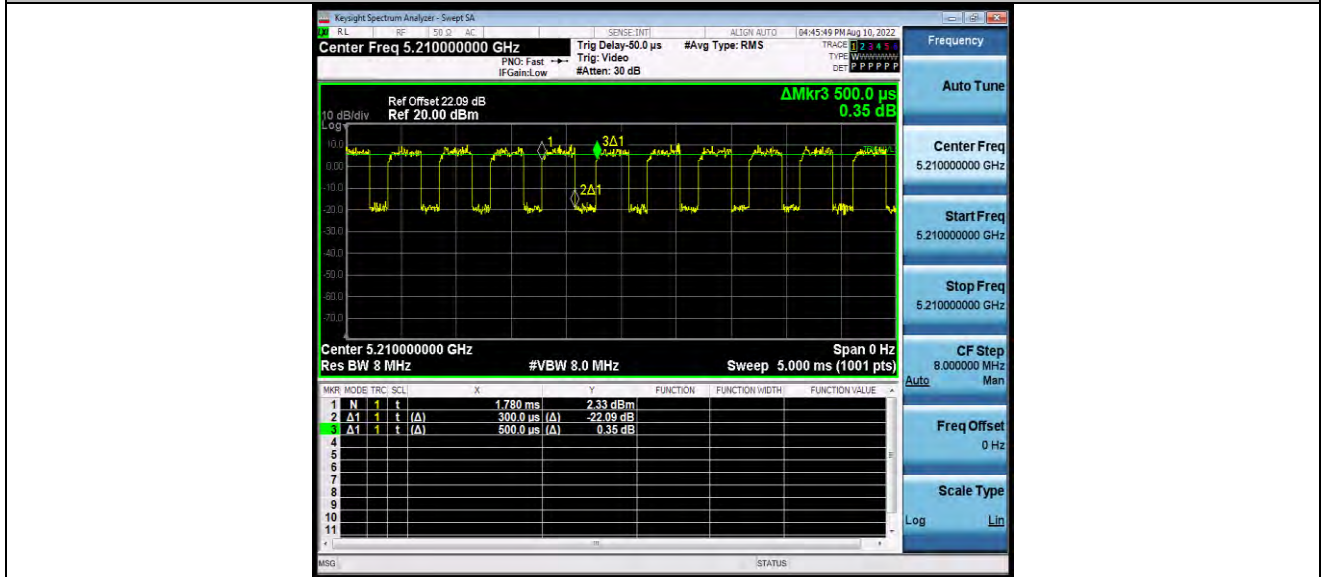 Keysight Spectrum Analyzer - Swept SA
RL RF 50 Ω AC SENSE:INT ALIGN AUTO 04:45:49 PM Aug 10, 2022
Center Freq 5.210000000 GHz Trig Delay-50.0 µs #Avg Type: RMS TRACE 1 2 3 4 5 6
PNO: Fast Trig: Video TYPE WWWWWW
IFGain:Low #Atten: 30 dB DET P P P P P P
ΔMkr3 500.0 µs
0.35 dB
Ref Offset 22.09 dB
10 dB/div Ref 20.00 dBm
Log
10.0
0.00
-10.0
-20.0
-30.0
-40.0
-50.0
-60.0
-70.0
1
3Δ1
2Δ1
Center 5.210000000 GHz Span 0 Hz
Res BW 8 MHz #VBW 8.0 MHz Sweep 5.000 ms (1001 pts)
MKR MODE TRC SCL X Y FUNCTION FUNCTION WIDTH FUNCTION VALUE
1 N 1 t 1.780 ms 2.33 dBm
2 Δ1 1 t (Δ) 300.0 µs (Δ) -22.09 dB
3 Δ1 1 t (Δ) 500.0 µs (Δ) 0.35 dB
4
5
6
7
8
9
10
11
MSG STATUS
Frequency
Auto Tune
Center Freq
5.210000000 GHz
Start Freq
5.210000000 GHz
Stop Freq
5.210000000 GHz
CF Step
8.000000 MHz
Auto Man
Freq Offset
0 Hz
Scale Type
Log Lin